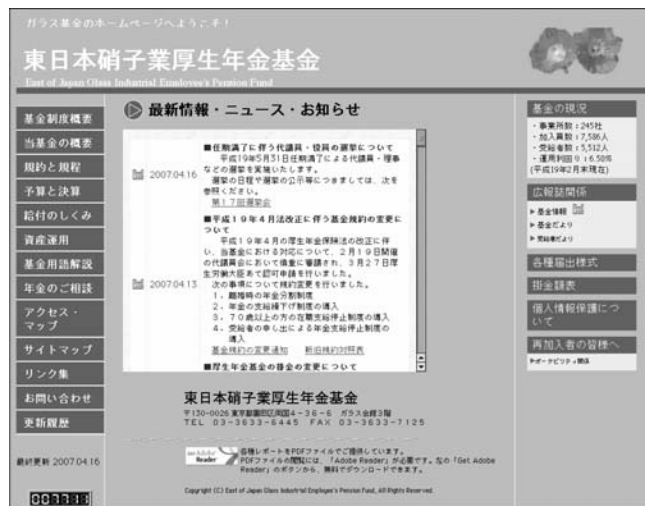 ガラス基金のホームページへようこそ！
東日本硝子業厚生年金基金
East of Japan Glass Industrial Employee's Pension Fund
基金制度概要
当基金の概要
規約と規程
予算と決算
給付のしくみ
資産運用
基金用語解説
年金のご相談
アクセス・
マップ
サイトマップ
リンク集
お問い合わせ
更新履歴
最終更新 2007.04.16
最新情報・ニュース・お知らせ
■任期満了に伴う代議員・役員の選挙について
2007.04.16
平成19年5月31日任期満了による代議員・理事
などの選挙を実施いたします。
選挙の日程や選挙の公示等につきましては、次を
参照ください。
第１７回選挙会
■平成１９年４月法改正に伴う基金規約の変更に
ついて
2007.04.13
平成１９年４月の厚生年金保険法の改正に伴
い、当基金における対応について、２月１９日開催
の代議員会において慎重に審議され、３月２７日厚
生労働大臣あて認可申請を行いました。
次の事項について規約変更を行いました。
１、離婚時の年金分割制度
２、年金の支給繰下げ制度の導入
３、７０歳以上の方の在職支給停止制度の導入
４、受給者の申し出による年金支給停止制度の
導入
基金規約の変更通知　新旧規約対照表
■厚生年金基金の掛金の変更について
東日本硝子業厚生年金基金
〒130-0026 東京都墨田区両国４－３６－６ ガラス会館３階
TEL 03-3633-6445 FAX 03-3633-7125
Get Adobe
Reader
各種レポートをPDFファイルでご提供しています。
PDFファイルの閲覧には、「Adobe Reader」が必要です。左の「Get Adobe
Reader」のボタンから、無料でダウンロードできます。
Copyright (C) East of Japan Glass Industrial Employee's Pension Fund, All Rights Reserved.
基金の現況
・事業所数：245社
・加入員数：7,586人
・受給者数：5,512人
・運用利回り：6.50%
(平成19年2月末現在)
広報誌関係
基金情報
基金だより
受給者だより
各種届出様式
掛金額表
個人情報保護につ
いて
再加入者の皆様へ
ポータビリティ関係